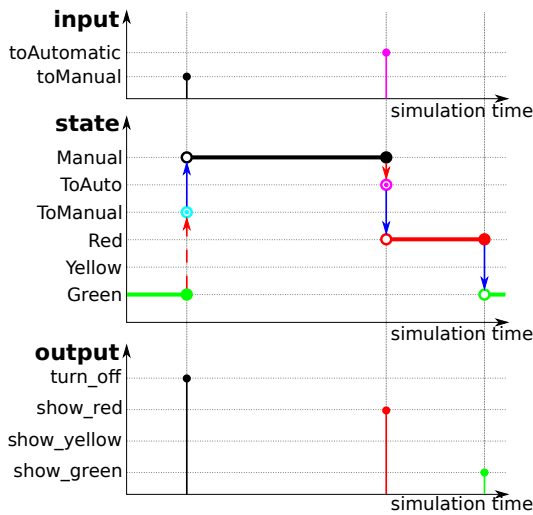 input
toAutomatic
toManual
simulation time
state
Manual
ToAuto
ToManual
Red
Yellow
Green
simulation time
output
turn_off
show_red
show_yellow
show_green
simulation time